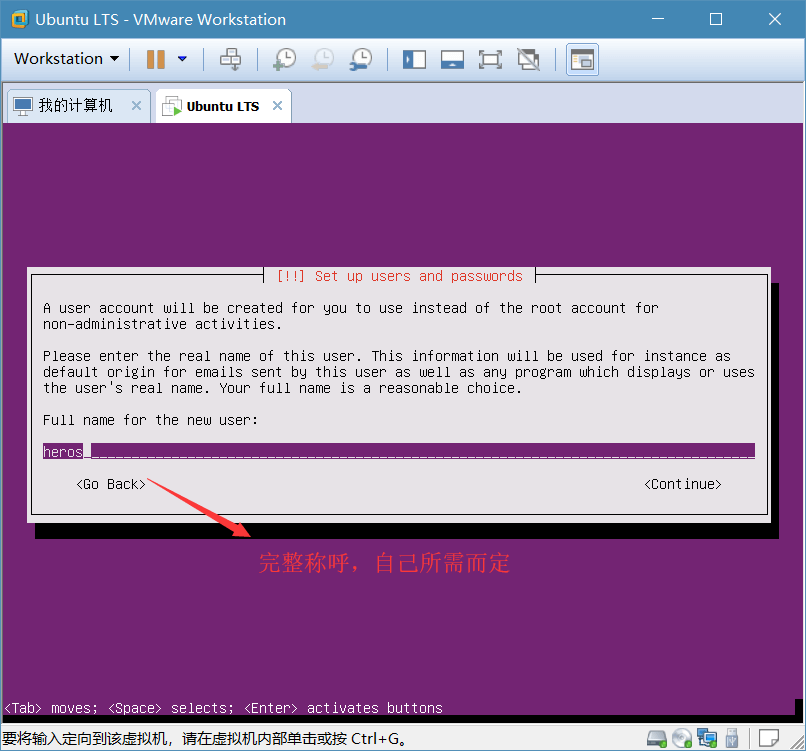 Ubuntu LTS - VMware Workstation
Workstation
我的计算机
Ubuntu LTS
[!!] Set up users and passwords
A user account will be created for you to use instead of the root account for
non-administrative activities.
Please enter the real name of this user. This information will be used for instance as
default origin for emails sent by this user as well as any program which displays or uses
the user's real name. Your full name is a reasonable choice.
Full name for the new user:
heros
<Go Back>
<Continue>
完整称呼，自己所需而定
<Tab> moves; <Space> selects; <Enter> activates buttons
要将输入定向到该虚拟机，请在虚拟机内部单击或按 Ctrl+G。